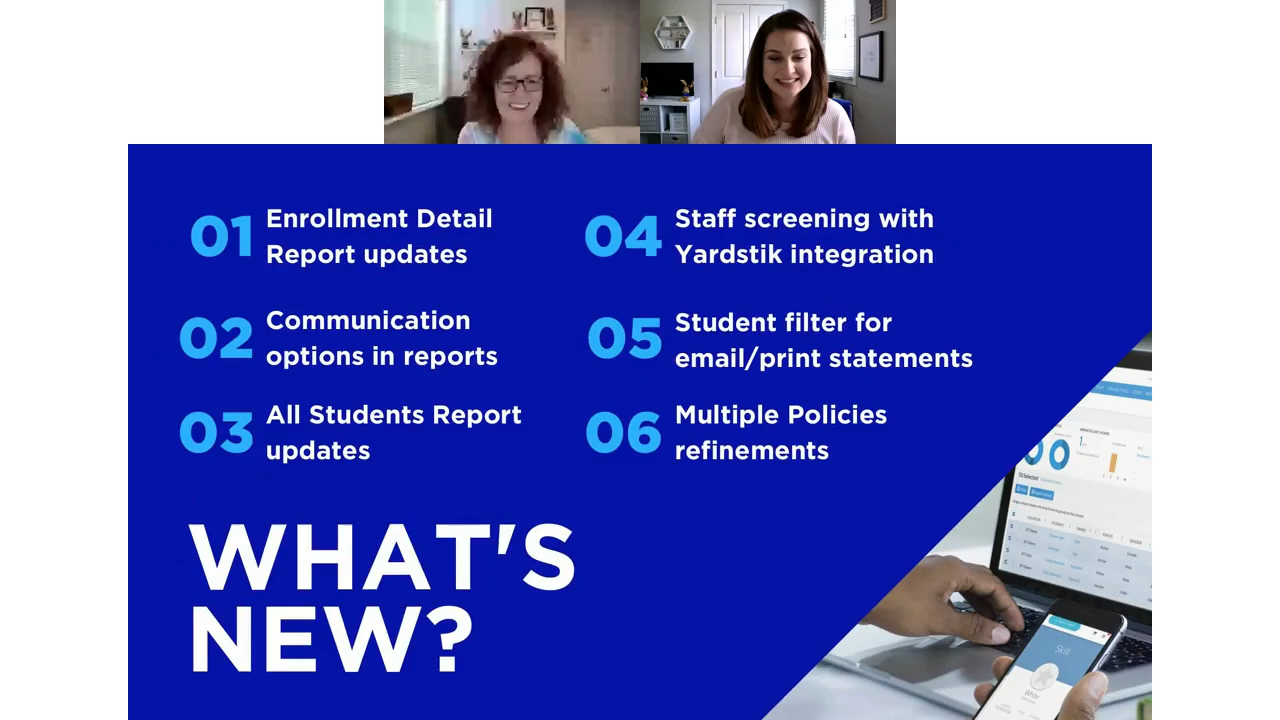 01 Enrollment Detail
Report updates
02 Communication
options in reports
03 All Students Report
updates
04 Staff screening with
Yardstik integration
05 Student filter for
email/print statements
06 Multiple Policies
refinements
WHAT'S
NEW?
Skill